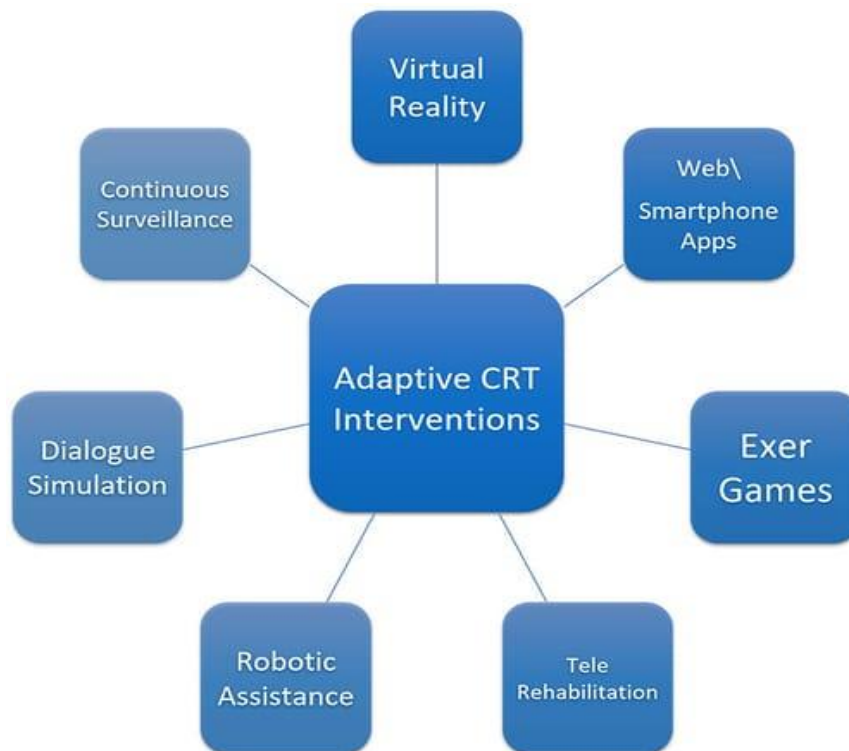 Virtual
Reality
Web\
Smartphone
Apps
Continuous
Surveillance
Adaptive CRT
Interventions
Exer
Games
Dialogue
Simulation
Robotic
Assistance
Tele
Rehabilitation